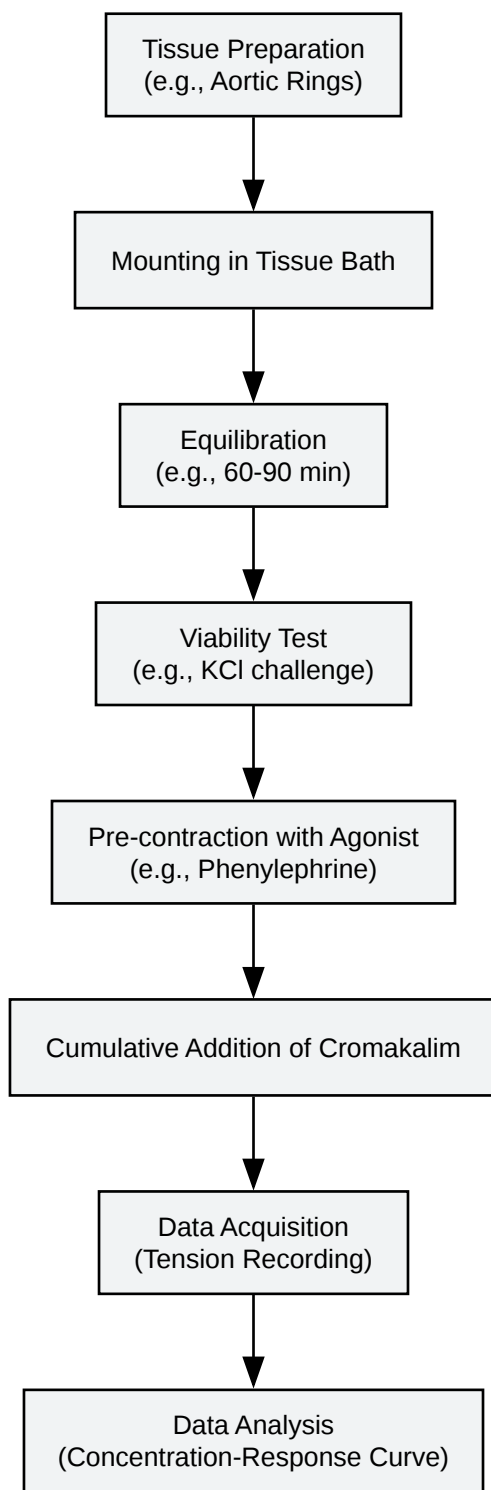 Tissue Preparation
(e.g., Aortic Rings)
Mounting in Tissue Bath
Equilibration
(e.g., 60-90 min)
Viability Test
(e.g., KCl challenge)
Pre-contraction with Agonist
(e.g., Phenylephrine)
Cumulative Addition of Cromakalim
Data Acquisition
(Tension Recording)
Data Analysis
(Concentration-Response Curve)